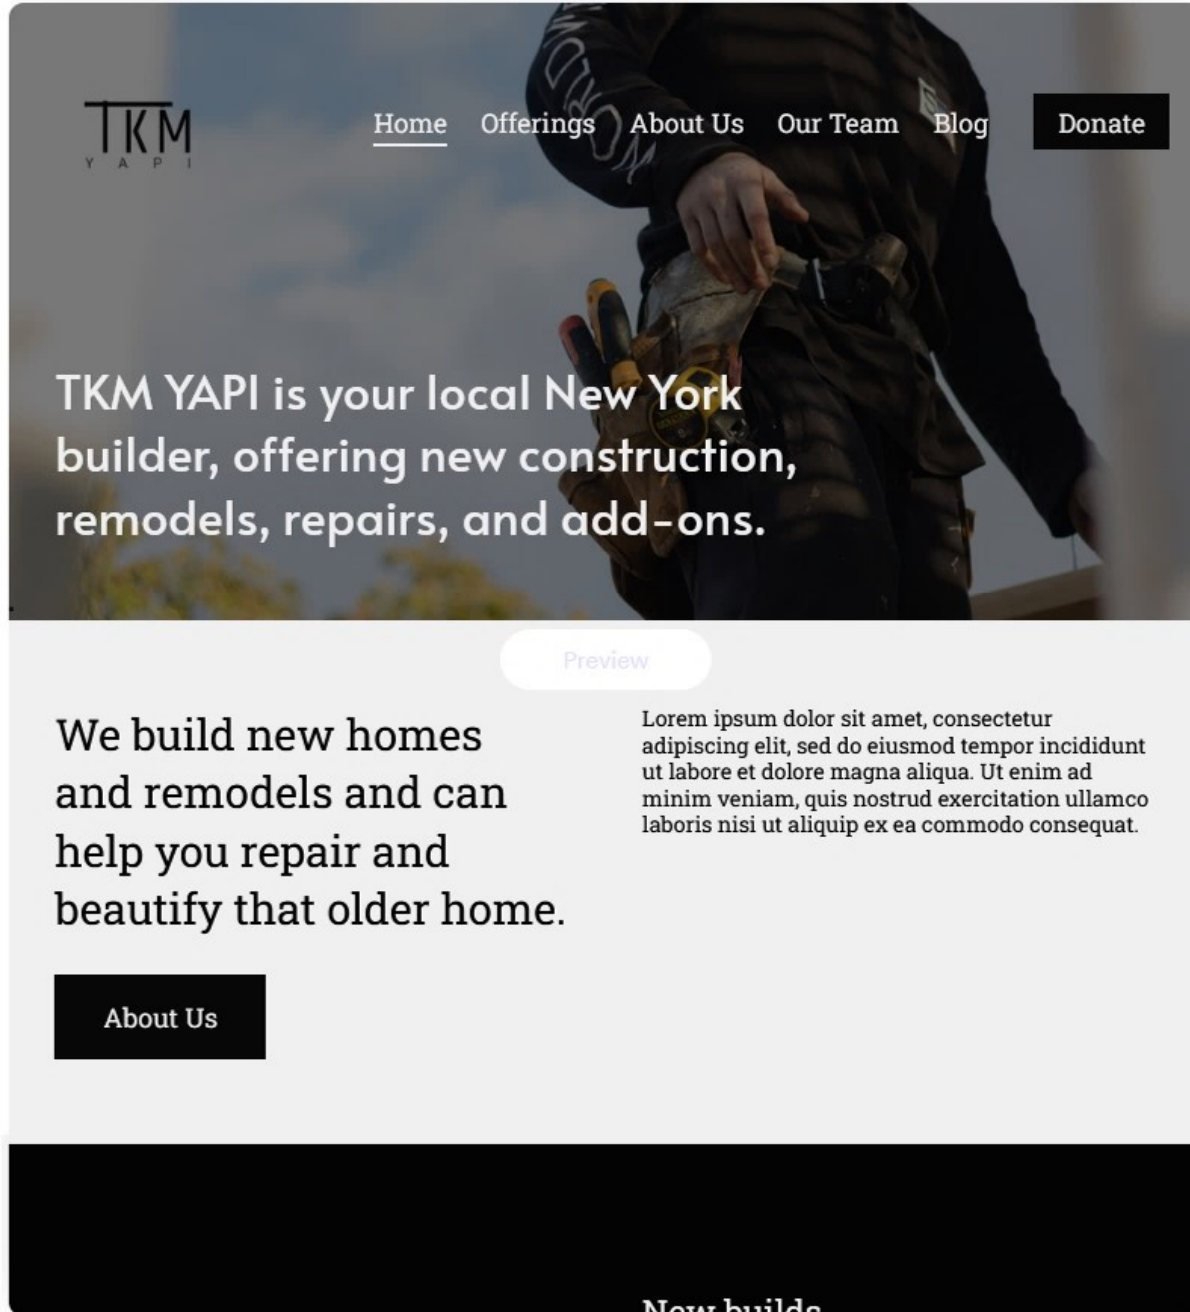 TKM
YAPI
Home Offerings About Us Our Team Blog Donate
TKM YAPI is your local New York
builder, offering new construction,
remodels, repairs, and add-ons.
Preview
We build new homes
and remodels and can
help you repair and
beautify that older home.
About Us
Lorem ipsum dolor sit amet, consectetur
adipiscing elit, sed do eiusmod tempor incididunt
ut labore et dolore magna aliqua. Ut enim ad
minim veniam, quis nostrud exercitation ullamco
laboris nisi ut aliquip ex ea commodo consequat.
New builds